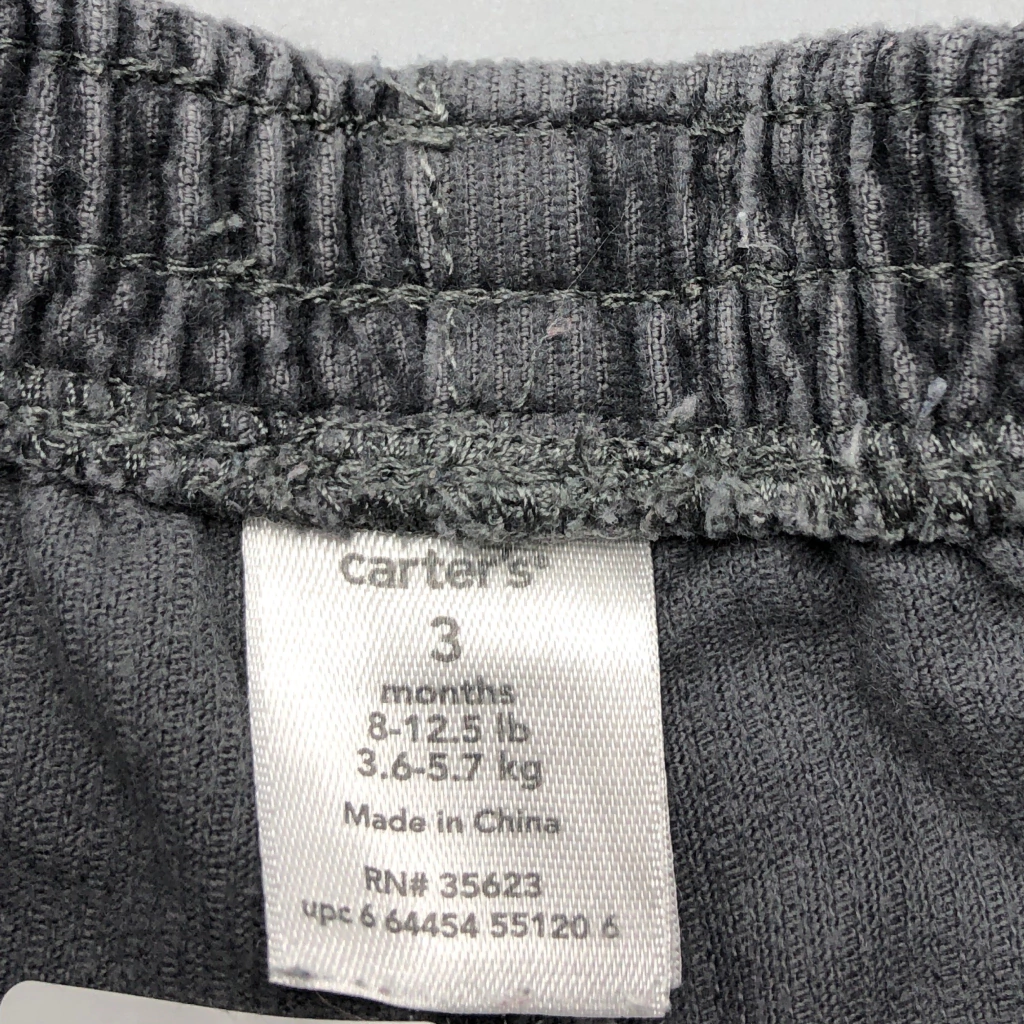 carter's®
3
months
8-12.5 lb
3.6-5.7 kg
Made in China
RN# 35623
upc 6 64454 55120 6